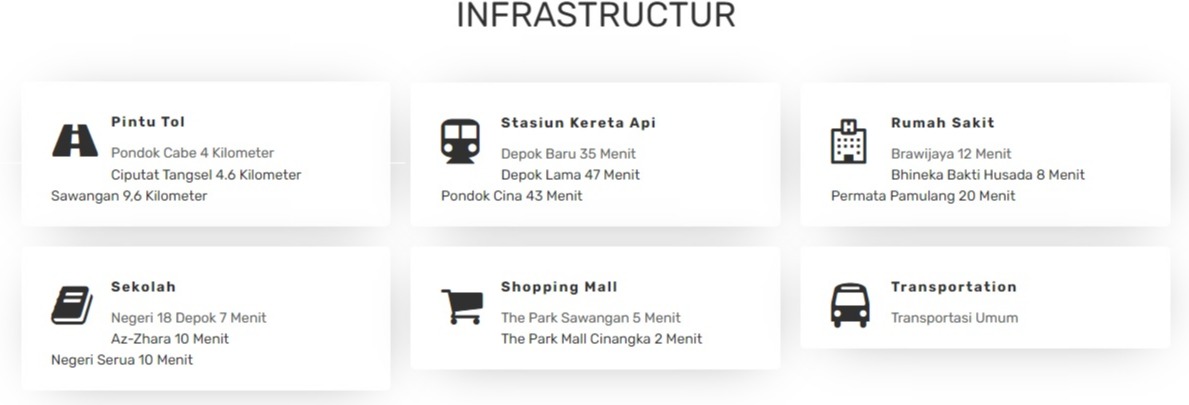 INFRASTRUCTUR
Pintu Tol
Pondok Cabe 4 Kilometer
Ciputat Tangsel 4.6 Kilometer
Sawangan 9,6 Kilometer
Stasiun Kereta Api
Depok Baru 35 Menit
Depok Lama 47 Menit
Pondok Cina 43 Menit
Rumah Sakit
Brawijaya 12 Menit
Bhineka Bakti Husada 8 Menit
Permata Pamulang 20 Menit
Sekolah
Negeri 18 Depok 7 Menit
Az-Zhara 10 Menit
Negeri Serua 10 Menit
Shopping Mall
The Park Sawangan 5 Menit
The Park Mall Cinangka 2 Menit
Transportation
Transportasi Umum